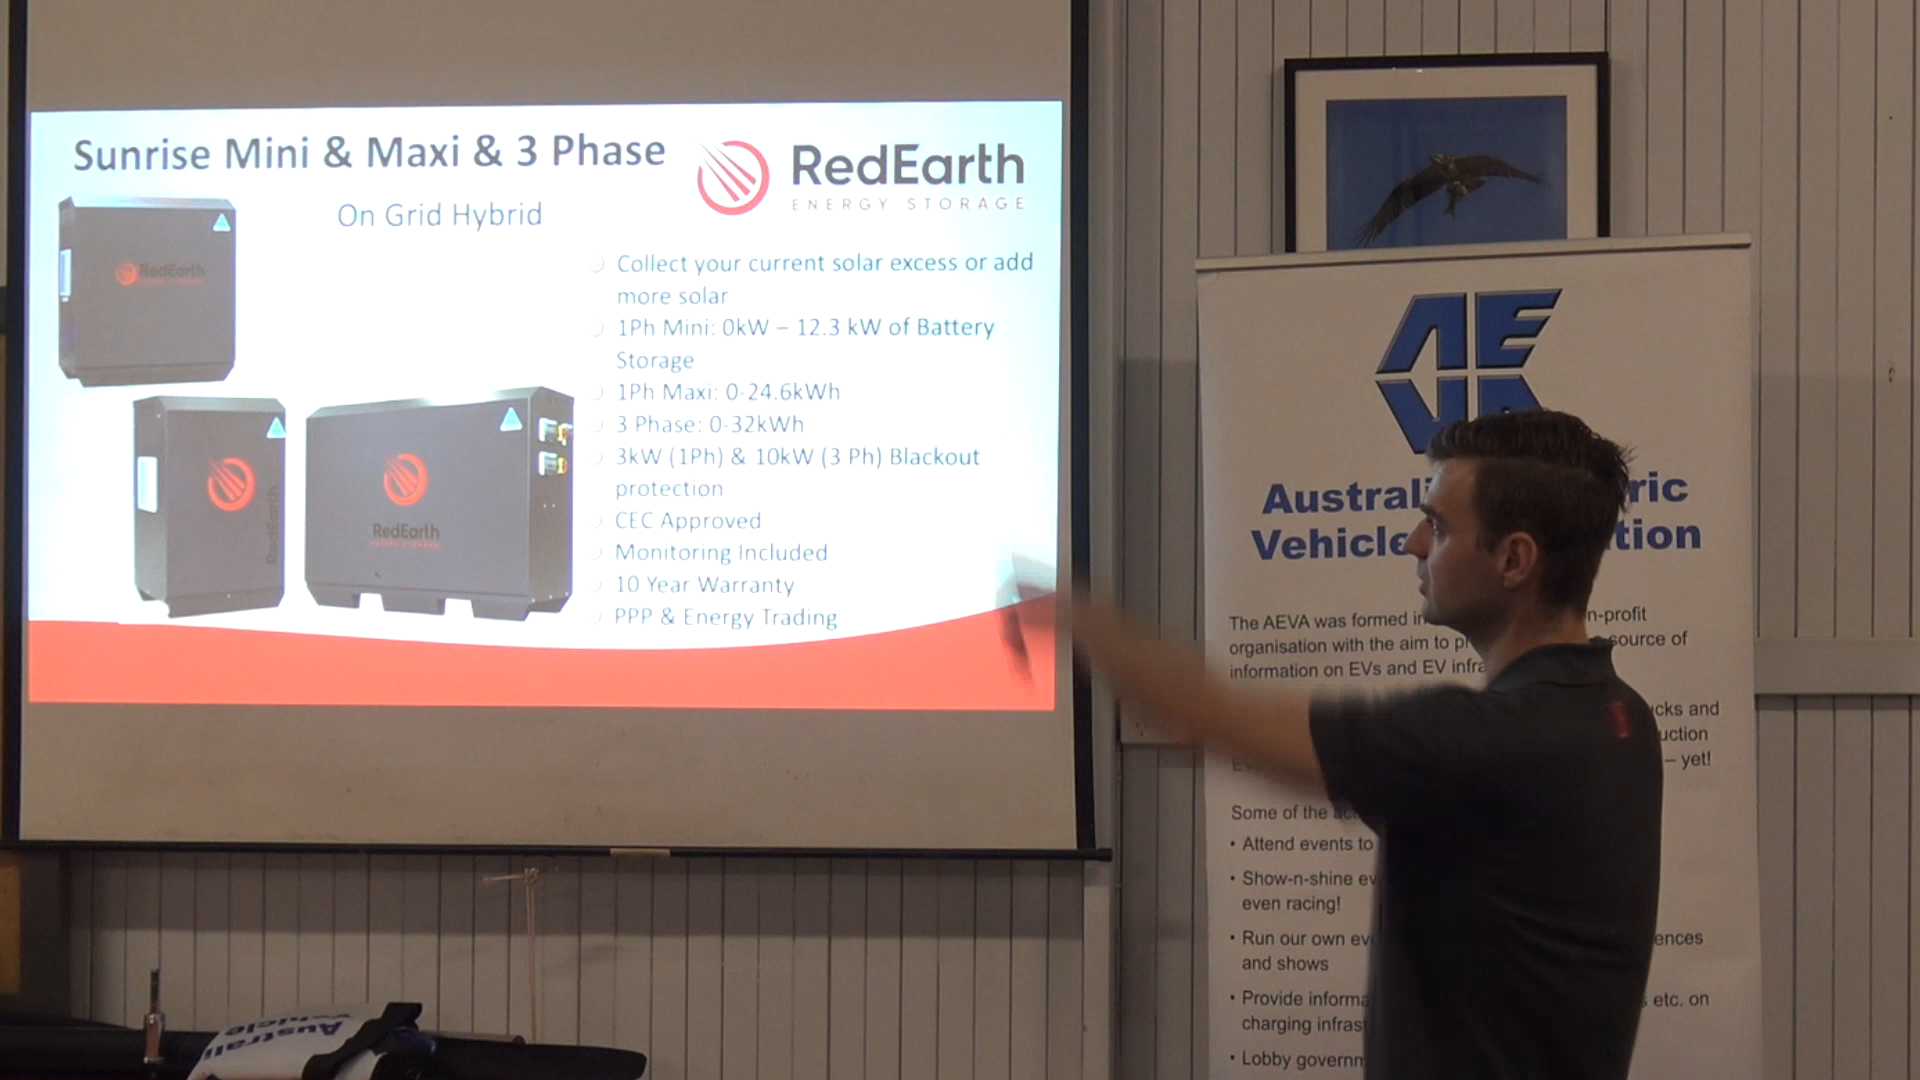 Sunrise Mini & Maxi & 3 Phase
On Grid Hybrid
RedEarth
ENERGY STORAGE
Collect your current solar excess or add
more solar
1Ph Mini: 0kW – 12.3 kW of Battery
Storage
1Ph Maxi: 0-24.6kWh
3 Phase: 0-32kWh
3kW (1Ph) & 10kW (3 Ph) Blackout
protection
CEC Approved
Monitoring Included
10 Year Warranty
PPP & Energy Trading
RedEarth
RedEarth
RedEarth
AEVA
Australi ric
Vehicle tion
The AEVA was formed in n-profit
organisation with the aim to source of
information on EVs and EV infra
cks and
uction
– yet!
Some of the
• Attend events to
• Show-n-shine ev
even racing!
• Run our own ev ences
and shows
• Provide informa etc. on
charging infras
• Lobby governm
Australi
Vehicle